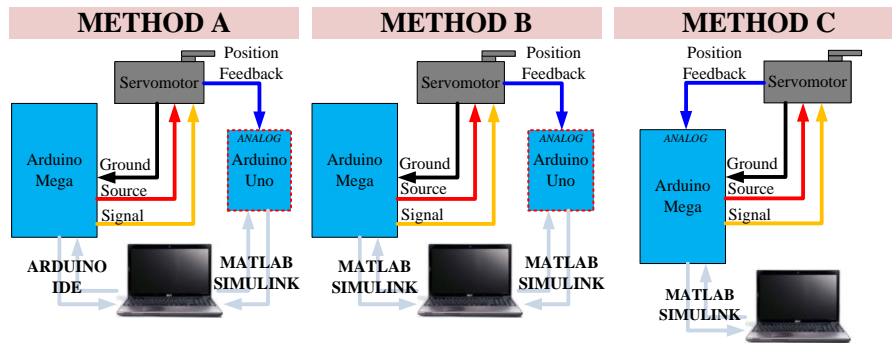 METHOD A
Position
Feedback
Servomotor
ANALOG
Arduino
Mega
Arduino
Uno
Ground
Source
Signal
ARDUINO
IDE
MATLAB
SIMULINK
METHOD B
Position
Feedback
Servomotor
ANALOG
Arduino
Mega
Arduino
Uno
Ground
Source
Signal
MATLAB
SIMULINK
MATLAB
SIMULINK
METHOD C
Position
Feedback
Servomotor
ANALOG
Arduino
Mega
Ground
Source
Signal
MATLAB
SIMULINK